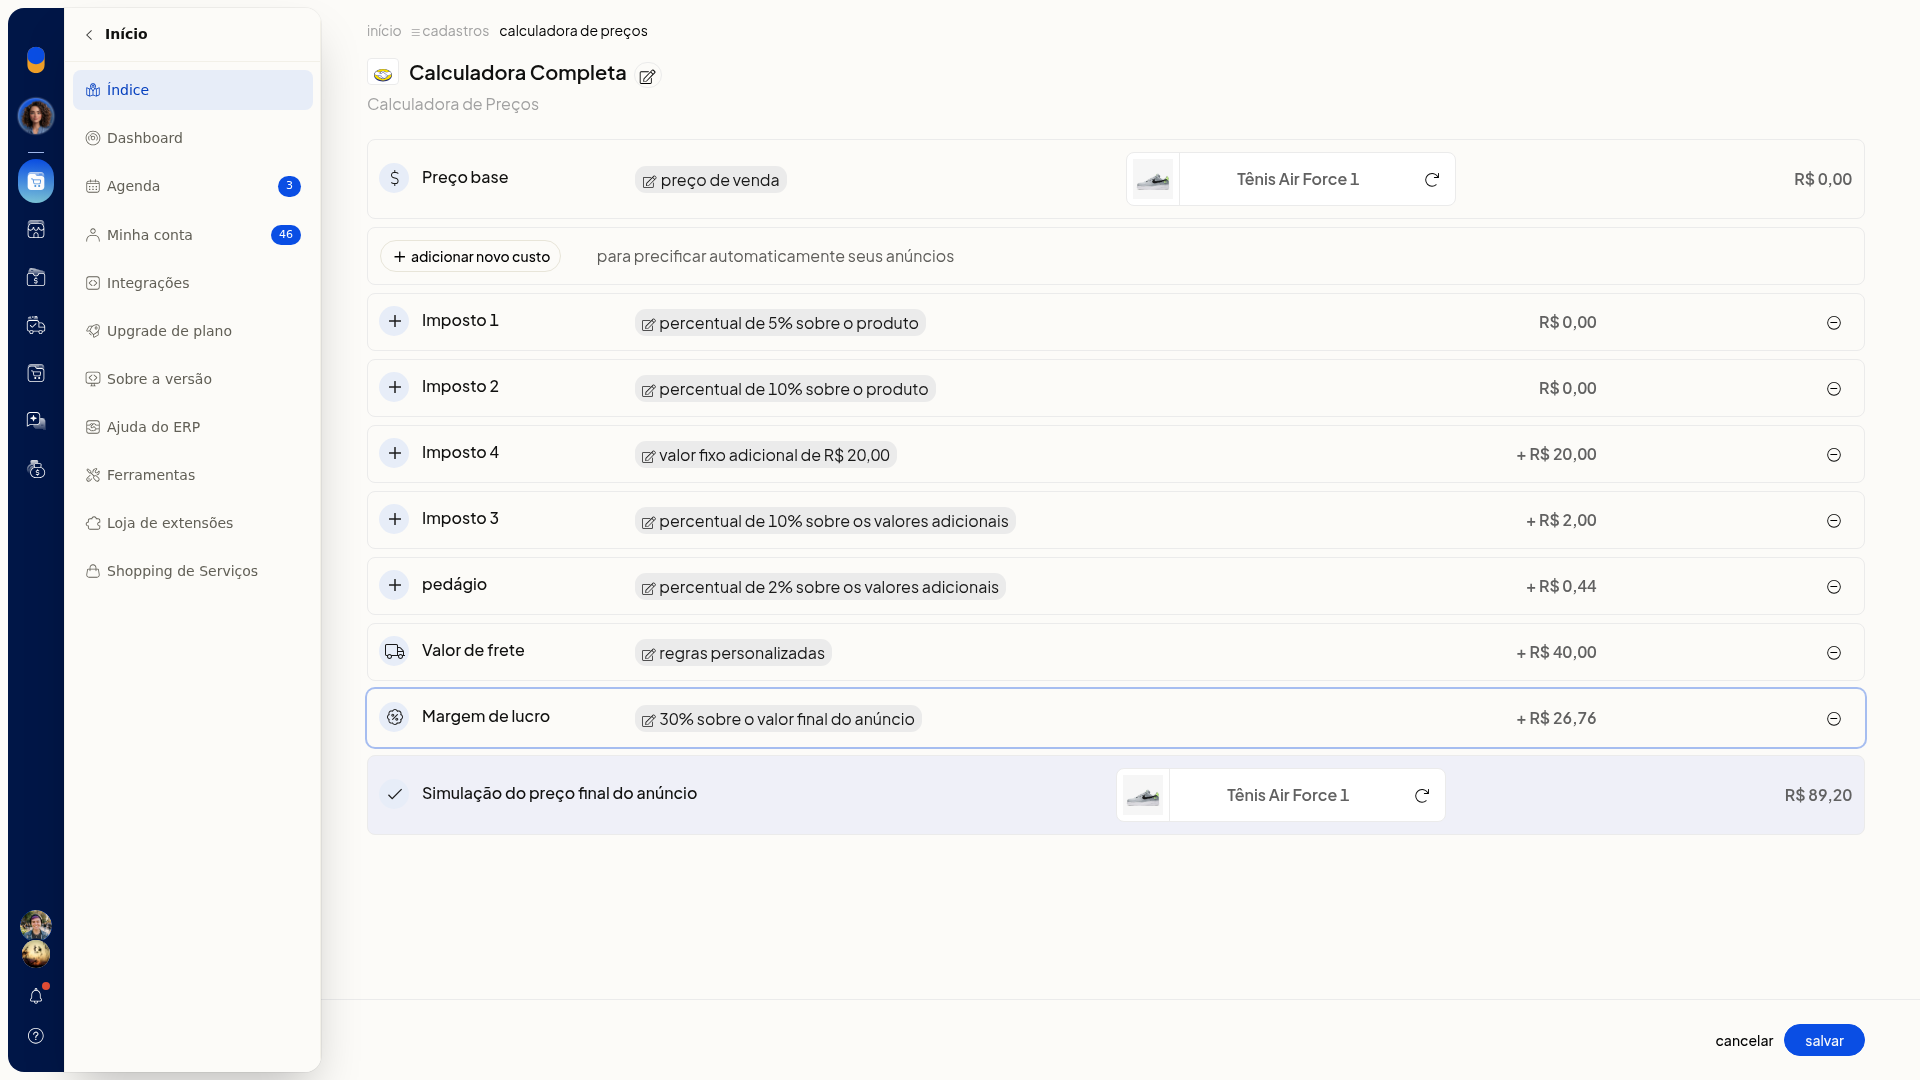 Início
Índice
Dashboard
Agenda 3
Minha conta 46
Integrações
Upgrade de plano
Sobre a versão
Ajuda do ERP
Ferramentas
Loja de extensões
Shopping de Serviços
início cadastros calculadora de preços
Calculadora Completa
Calculadora de Preços
Preço base preço de venda Tênis Air Force 1 R$ 0,00
+ adicionar novo custo para precificar automaticamente seus anúncios
Imposto 1 percentual de 5% sobre o produto R$ 0,00
Imposto 2 percentual de 10% sobre o produto R$ 0,00
Imposto 4 valor fixo adicional de R$ 20,00 + R$ 20,00
Imposto 3 percentual de 10% sobre os valores adicionais + R$ 2,00
pedágio percentual de 2% sobre os valores adicionais + R$ 0,44
Valor de frete regras personalizadas + R$ 40,00
Margem de lucro 30% sobre o valor final do anúncio + R$ 26,76
Simulação do preço final do anúncio Tênis Air Force 1 R$ 89,20
cancelar salvar